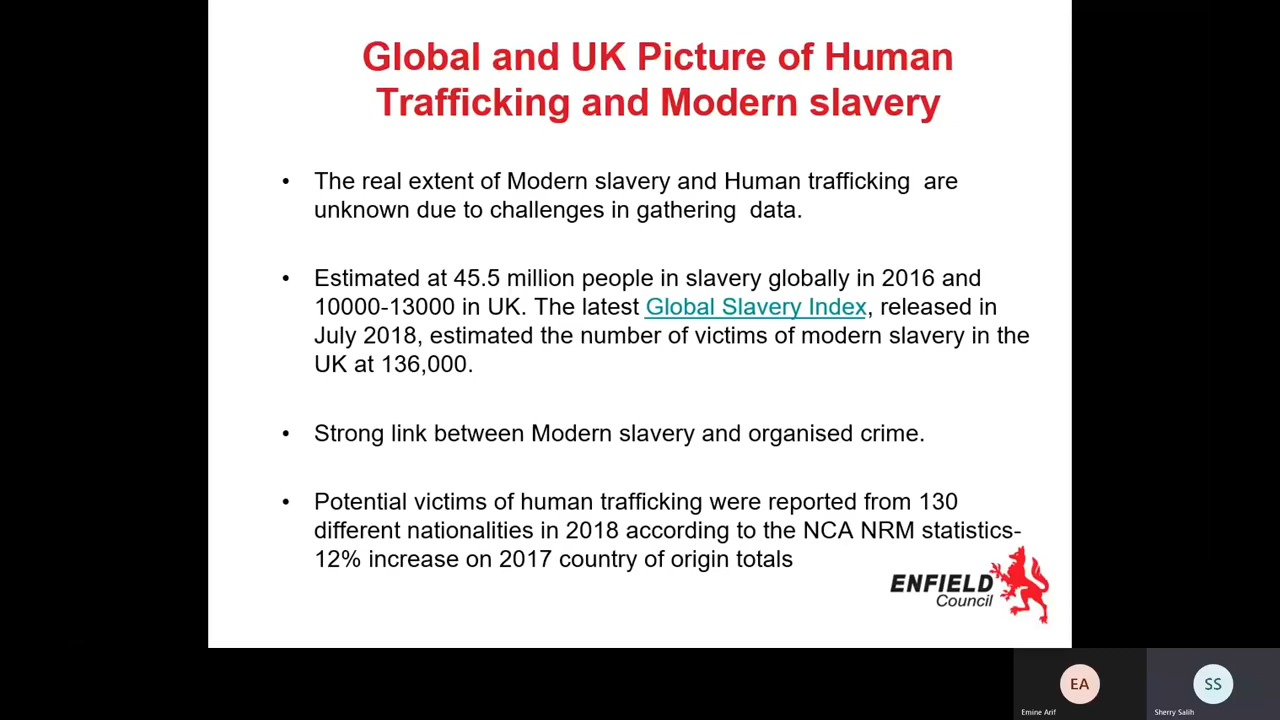 Global and UK Picture of Human
Trafficking and Modern slavery
• The real extent of Modern slavery and Human trafficking  are
unknown due to challenges in gathering  data.
• Estimated at 45.5 million people in slavery globally in 2016 and
10000-13000 in UK. The latest Global Slavery Index, released in
July 2018, estimated the number of victims of modern slavery in the
UK at 136,000.
• Strong link between Modern slavery and organised crime.
• Potential victims of human trafficking were reported from 130
different nationalities in 2018 according to the NCA NRM statistics-
12% increase on 2017 country of origin totals
ENFIELD
Council
EA
SS
Emine Arif
Sherry Salih